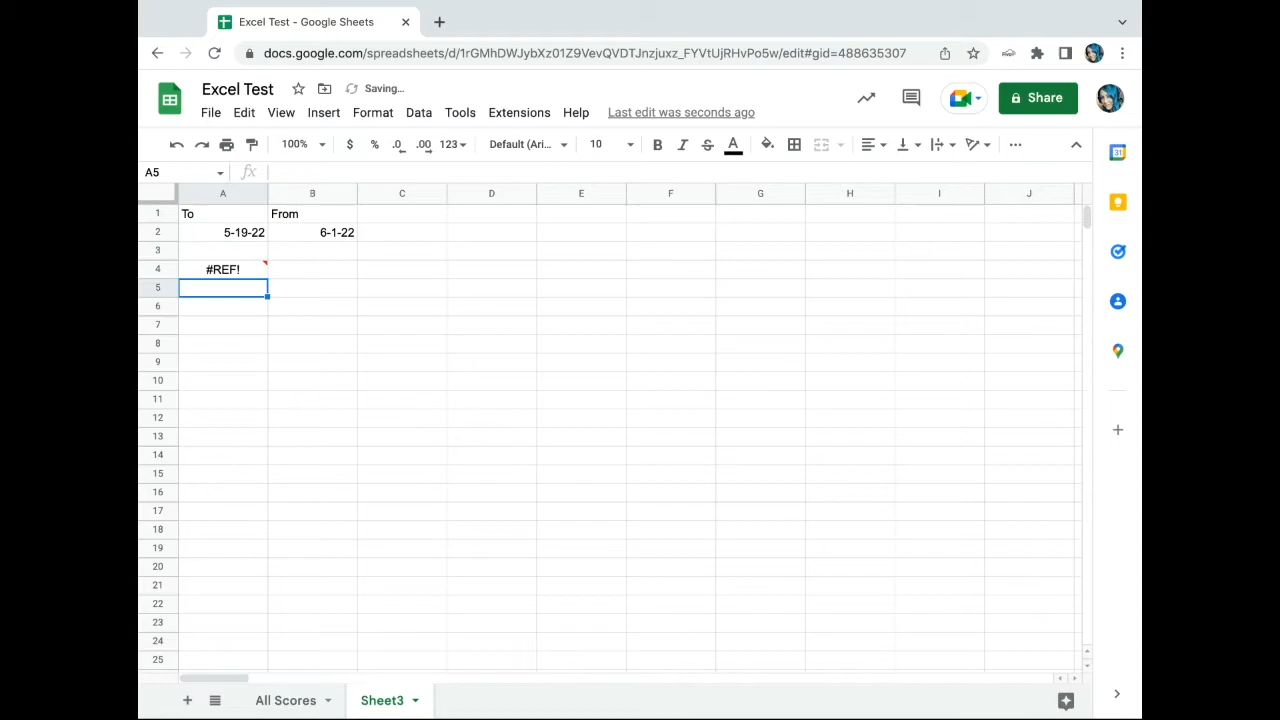 Excel Test - Google Sheets
docs.google.com/spreadsheets/d/1rGMhDWJybXz01Z9VevQVDTJnzjuxz_FYVtUjRHvPo5w/edit#gid=488635307
Excel Test Saving...
File Edit View Insert Format Data Tools Extensions Help Last edit was seconds ago
Share
100% $ % .0 .00 123 Default (Ari... 10 B I S A
A5 fx
A B C D E F G H I J
1 To From
2 5-19-22 6-1-22
3
4 #REF!
5
6
7
8
9
10
11
12
13
14
15
16
17
18
19
20
21
22
23
24
25
All Scores Sheet3
31